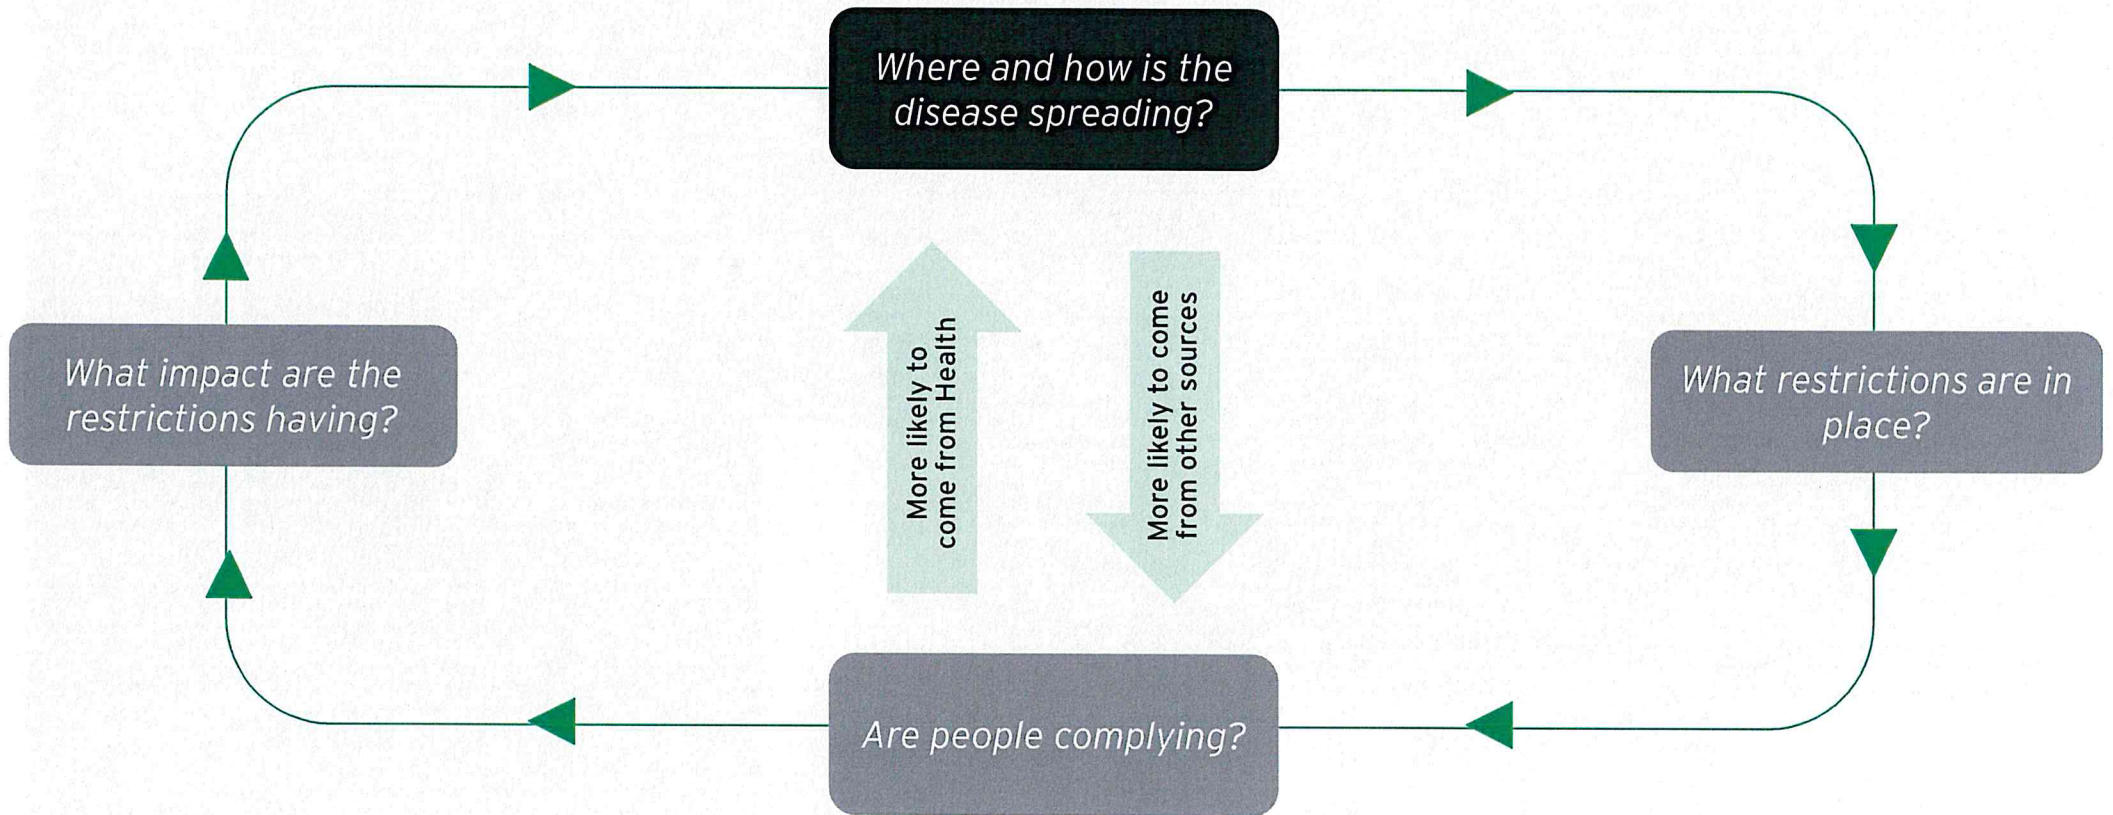 Where and how is the
disease spreading?
What impact are the
restrictions having?
More likely to
come from Health
More likely to come
from other sources
What restrictions are in
place?
Are people complying?